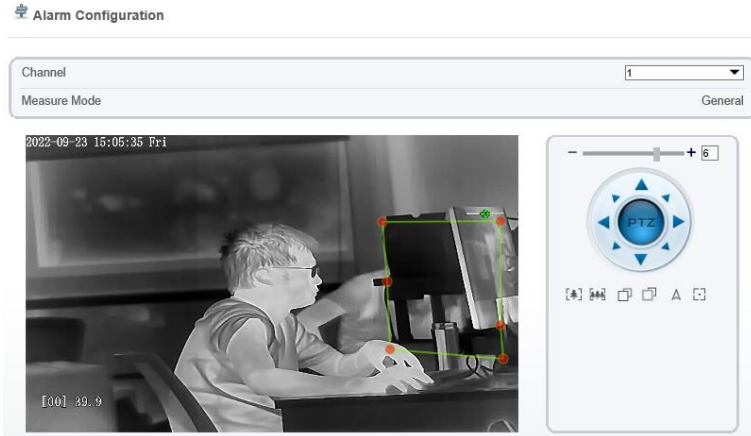 Alarm Configuration
Channel
1
Measure Mode
General
2022-09-23 15:05:35 Fri
- + 6
PTZ
A
[00] 39.9